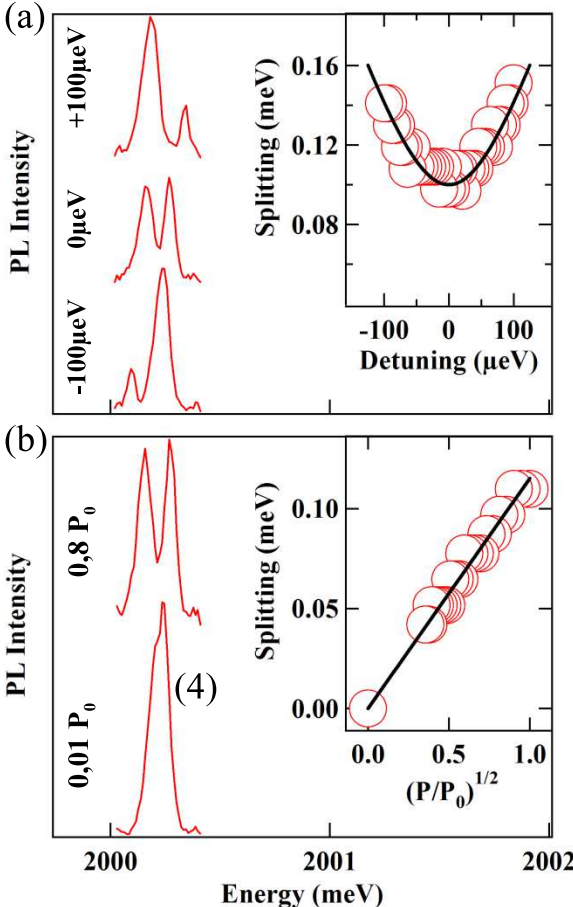 (a)
PL Intensity
+100µeV
0µeV
-100µeV
Splitting (meV)
0.16
0.12
0.08
-100 0 100
Detuning (µeV)
(b)
PL Intensity
0,8 P0
0,01 P0
(4)
Splitting (meV)
0.10
0.05
0.00
0.0 0.5 1.0
(P/P0)1/2
2000 2001 2002
Energy (meV)